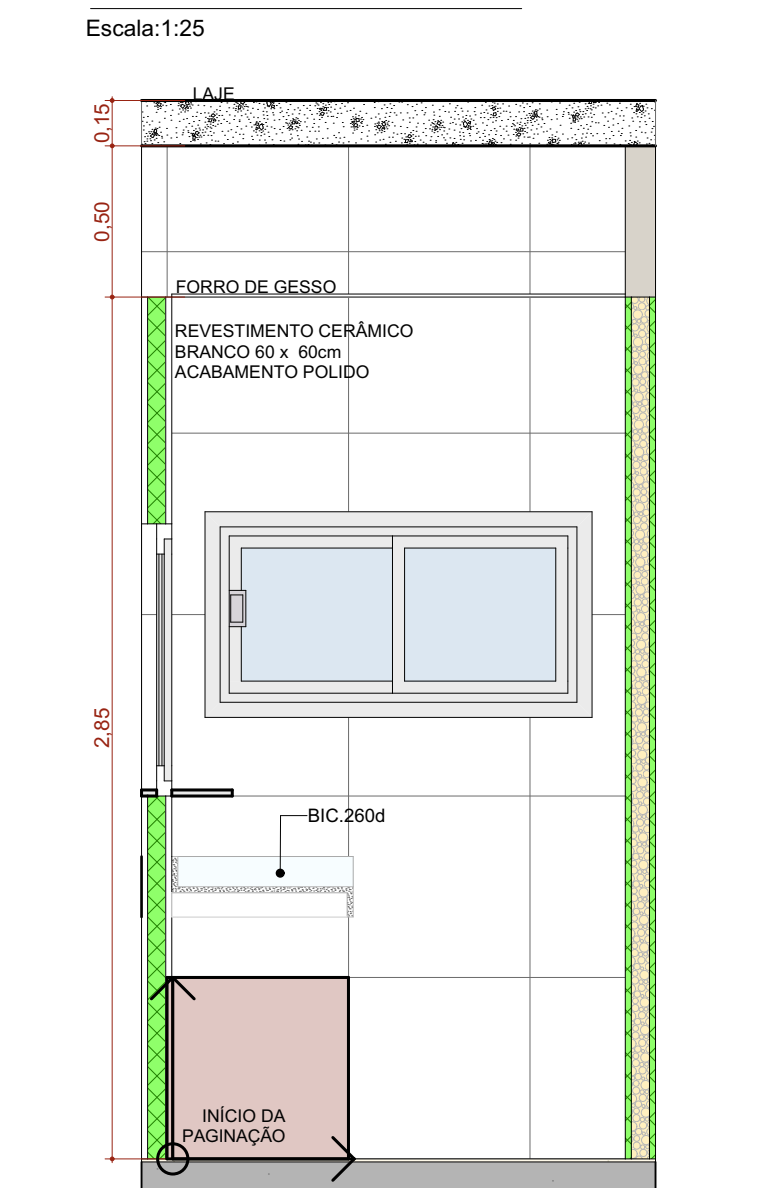 Escala:1:25
LAJE
0,15
0,50
FORRO DE GESSO
REVESTIMENTO CERÂMICO
BRANCO 60 x  60cm
ACABAMENTO POLIDO
2,85
BIC.260d
INÍCIO DA
PAGINAÇÃO